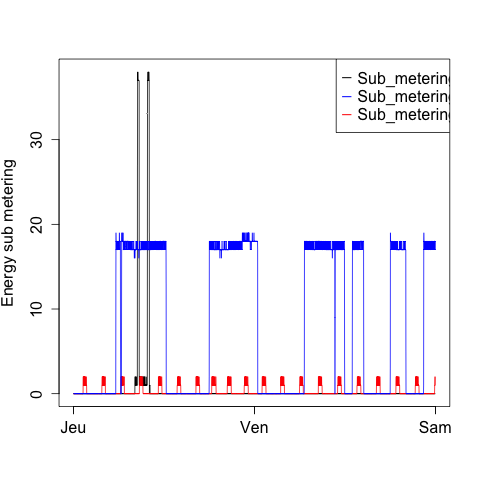 Sub_metering
Sub_metering
Sub_metering
Energy sub metering
30
20
10
0
Jeu Ven Sam